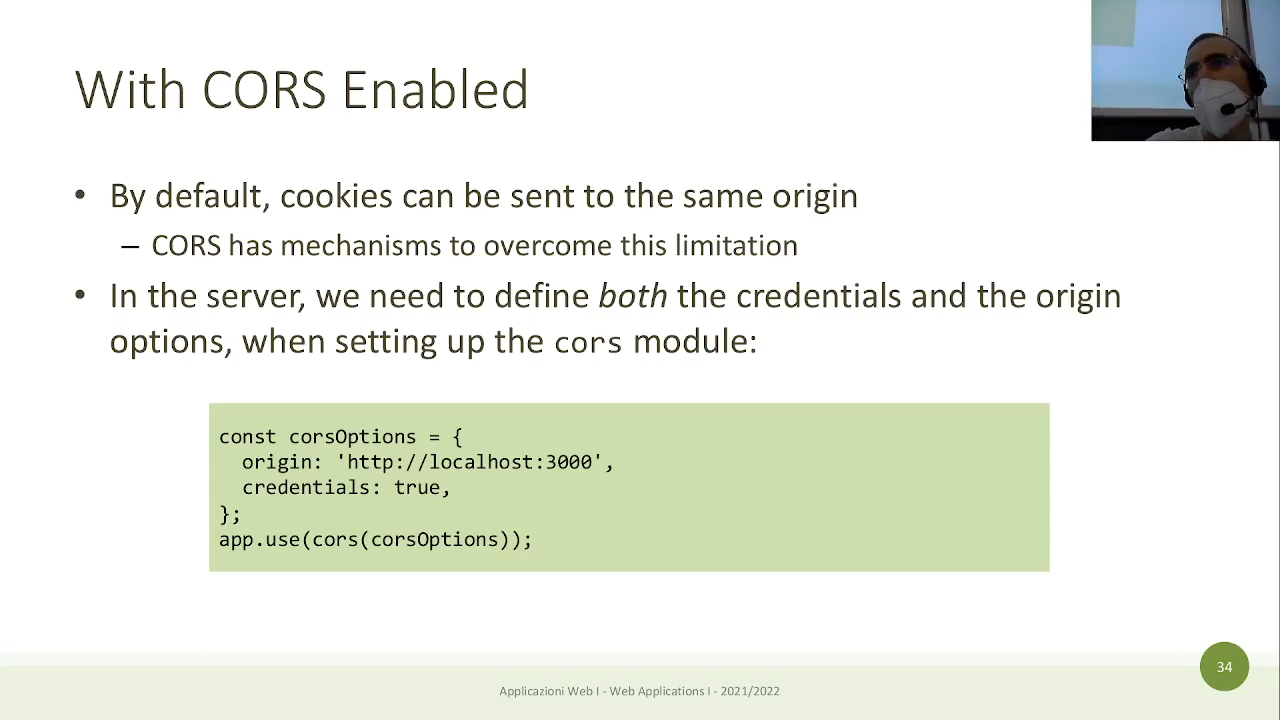 With CORS Enabled
• By default, cookies can be sent to the same origin
– CORS has mechanisms to overcome this limitation
• In the server, we need to define both the credentials and the origin
options, when setting up the cors module:
const corsOptions = {
  origin: 'http://localhost:3000',
  credentials: true,
};
app.use(cors(corsOptions));
34
Applicazioni Web I - Web Applications I - 2021/2022